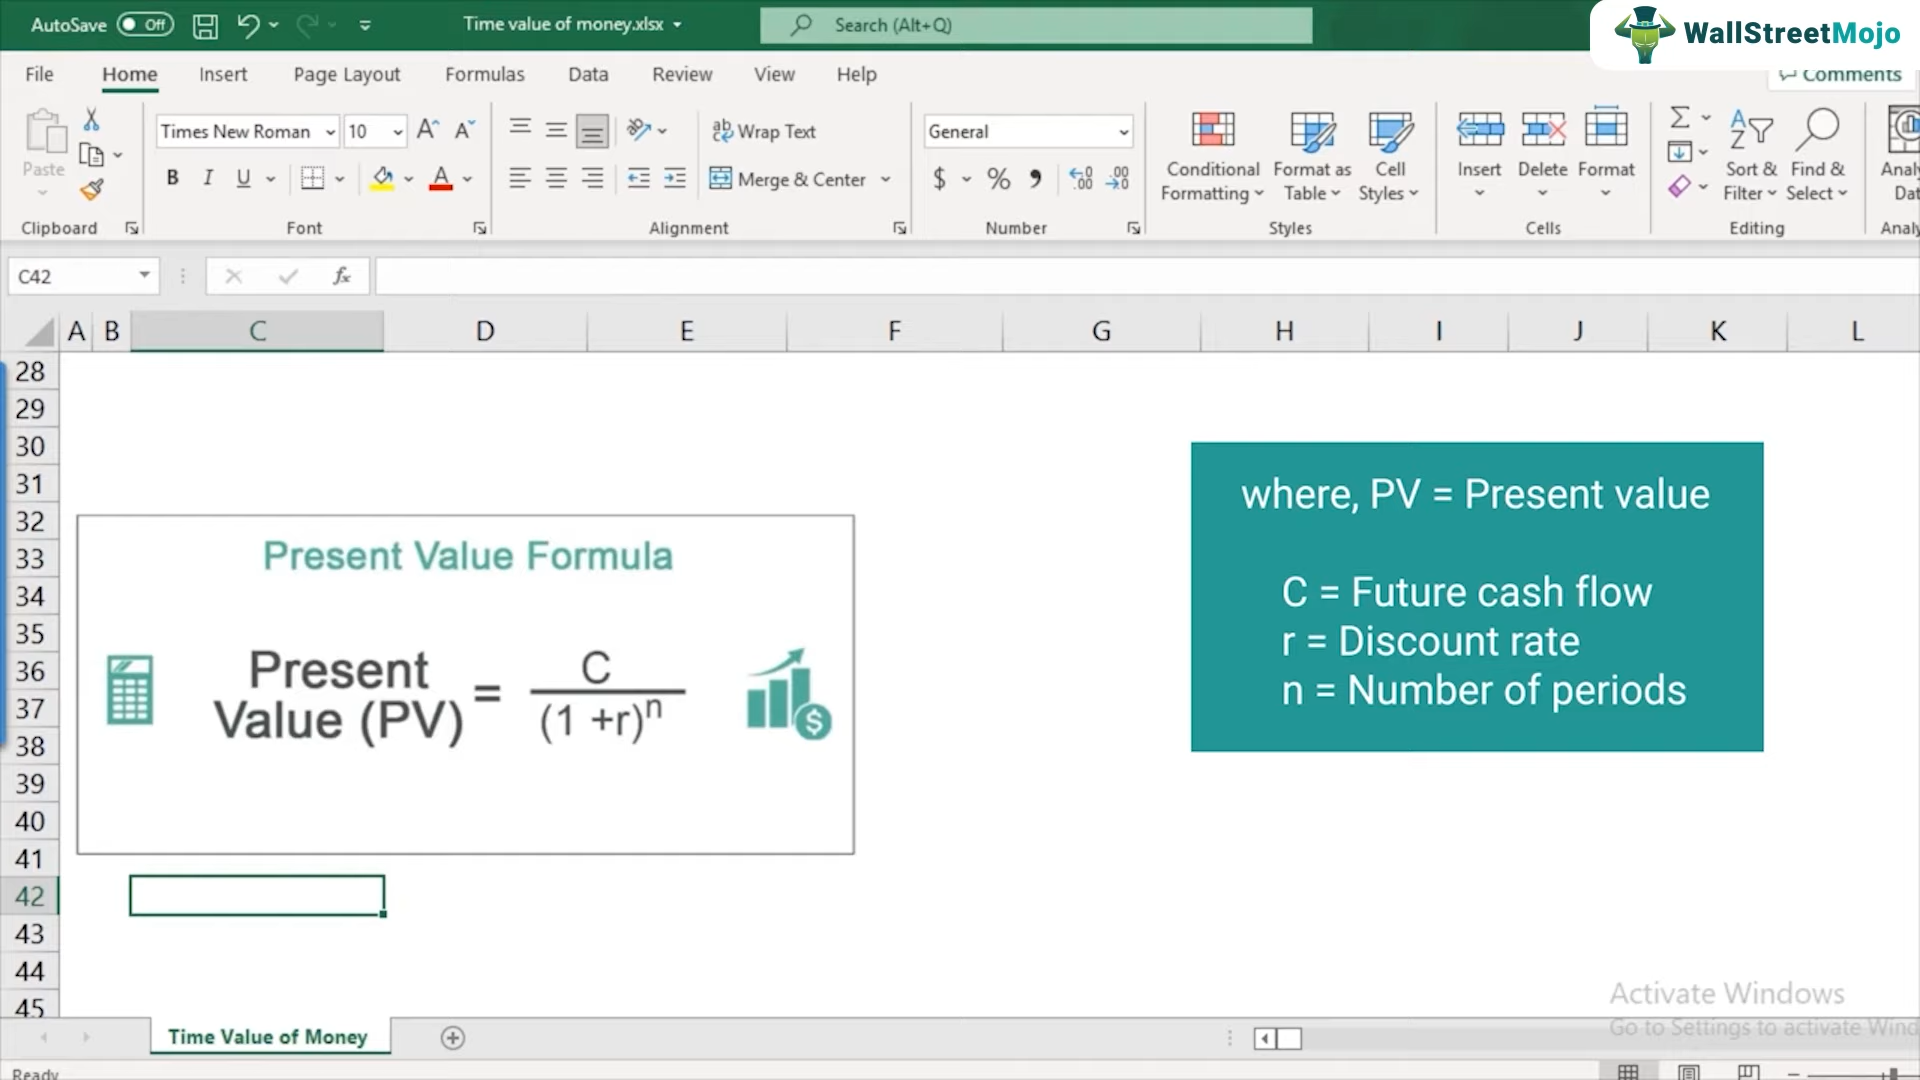 AutoSave Off Time value of money.xlsx Search (Alt+Q) WallStreetMojo
File Home Insert Page Layout Formulas Data Review View Help Comments
Paste Times New Roman 10 A A ab Wrap Text General Conditional Formatting Format as Table Cell Styles Insert Delete Format Σ Sort & Filter Find & Select
B I U A Merge & Center $ % 9 .00
Clipboard Font Alignment Number Styles Cells Editing
C42 fx
A B C D E F G H I J K L
28
29
30
31
32
33
34
35
36
37
38
39
40
41
42
43
44
45
Present Value Formula
Present Value (PV) = C / (1 +r)n
$
where, PV = Present value
C = Future cash flow
r = Discount rate
n = Number of periods
Activate Windows
Go to Settings to activate Wind
Time Value of Money
Ready